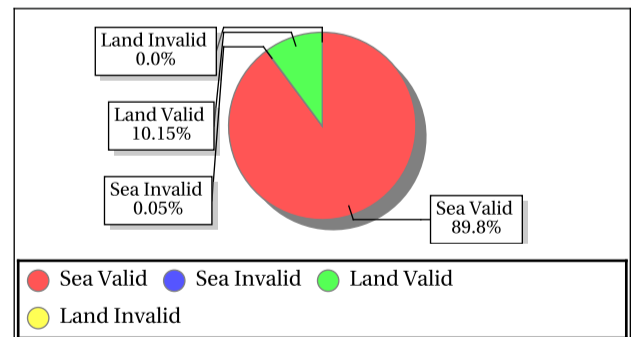 Land Invalid
0.0%
Land Valid
10.15%
Sea Invalid
0.05%
Sea Valid
89.8%
Sea Valid Sea Invalid Land Valid
Land Invalid